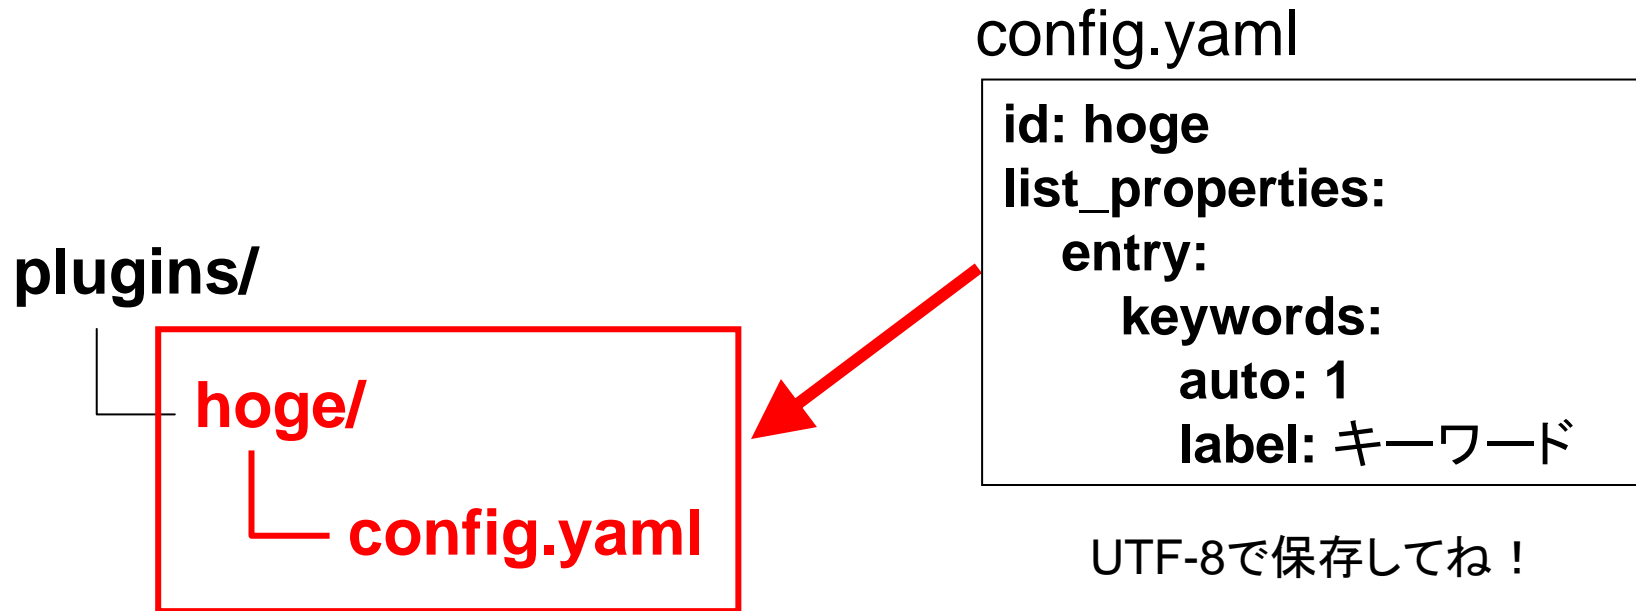 plugins/
hoge/
config.yaml
config.yaml
id: hoge
list_properties:
entry:
keywords:
auto: 1
label: キーワード
UTF-8で保存してね！